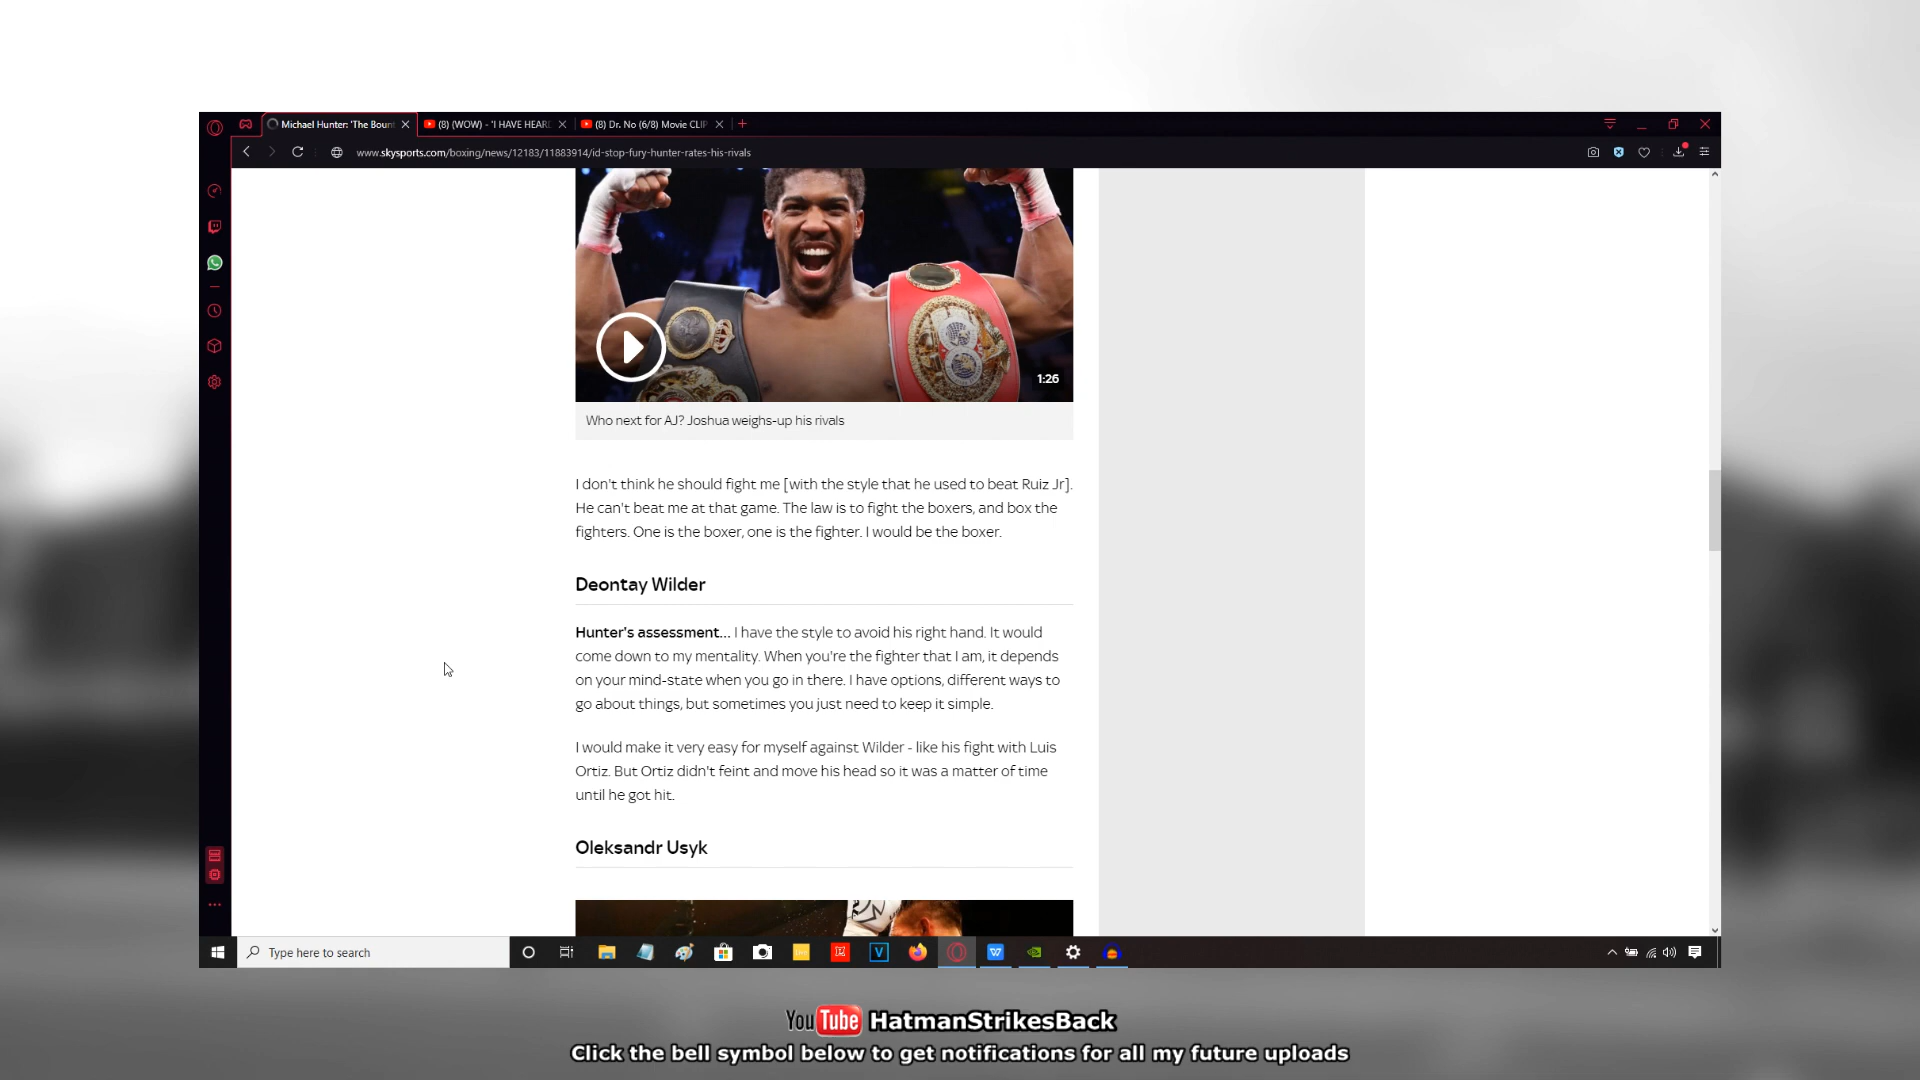 Michael Hunter: 'The Bount
(8) (WOW) - 'I HAVE HEARD
(8) Dr. No (6/8) Movie CLIP
www.skysports.com/boxing/news/12183/11883914/id-stop-fury-hunter-rates-his-rivals
1:26
Who next for AJ? Joshua weighs-up his rivals
I don't think he should fight me [with the style that he used to beat Ruiz Jr].
He can't beat me at that game. The law is to fight the boxers, and box the
fighters. One is the boxer, one is the fighter. I would be the boxer.
Deontay Wilder
Hunter's assessment... I have the style to avoid his right hand. It would
come down to my mentality. When you're the fighter that I am, it depends
on your mind-state when you go in there. I have options, different ways to
go about things, but sometimes you just need to keep it simple.
I would make it very easy for myself against Wilder - like his fight with Luis
Ortiz. But Ortiz didn't feint and move his head so it was a matter of time
until he got hit.
Oleksandr Usyk
Type here to search
YouTube HatmanStrikesBack
Click the bell symbol below to get notifications for all my future uploads